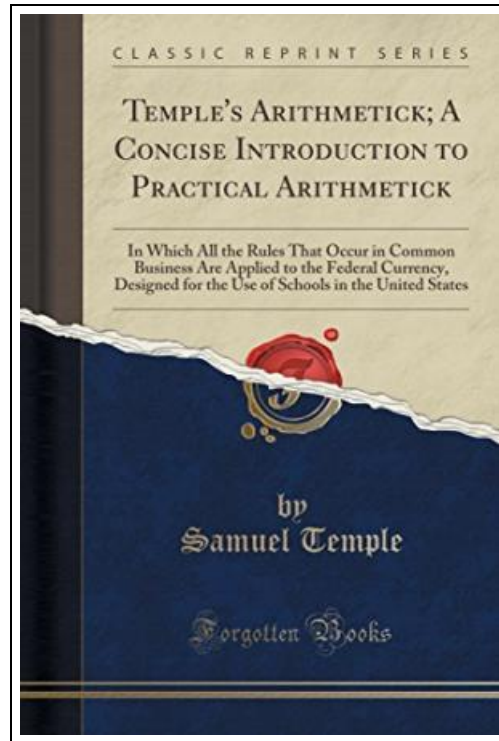 CLASSIC REPRINT SERIES
TEMPLE'S ARITHMETICK; A
CONCISE INTRODUCTION TO
PRACTICAL ARITHMETICK
In Which All the Rules That Occur in Common
Business Are Applied to the Federal Currency,
Designed for the Use of Schools in the United States
by
Samuel Temple
Forgotten Books